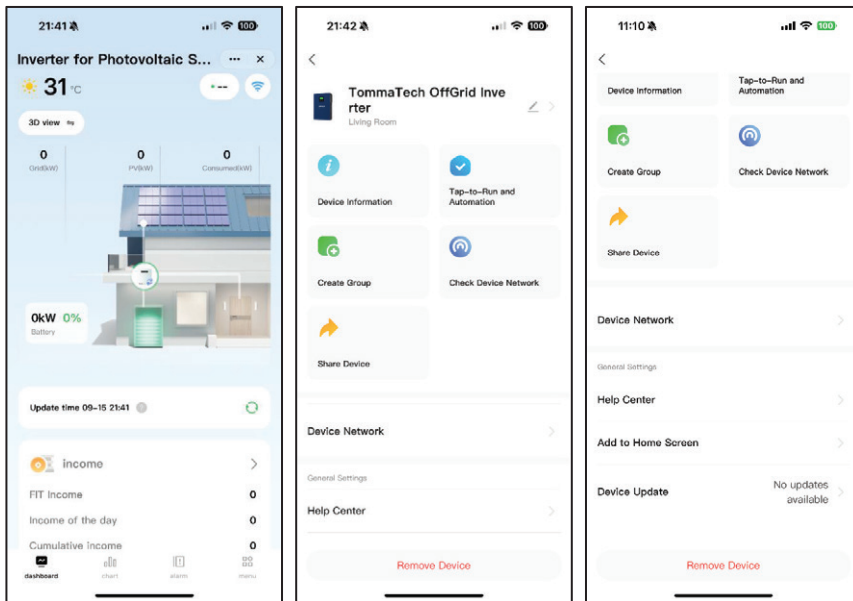 21:41
100
Inverter for Photovoltaic S...
31 °C
--
3D view
0
0
0
Grid(kW)
PV(kW)
Consumed(kW)
0kW 0%
Battery
Update time 09-15 21:41
income
FIT Income
0
Income of the day
0
Cumulative income
0
dashboard
chart
alarm
menu
21:42
100
TommaTech OffGrid Inve
rter
Living Room
Device Information
Tap-to-Run and
Automation
Create Group
Check Device Network
Share Device
Device Network
General Settings
Help Center
Remove Device
11:10
100
Device Information
Tap-to-Run and
Automation
Create Group
Check Device Network
Share Device
Device Network
General Settings
Help Center
Add to Home Screen
Device Update
No updates
available
Remove Device